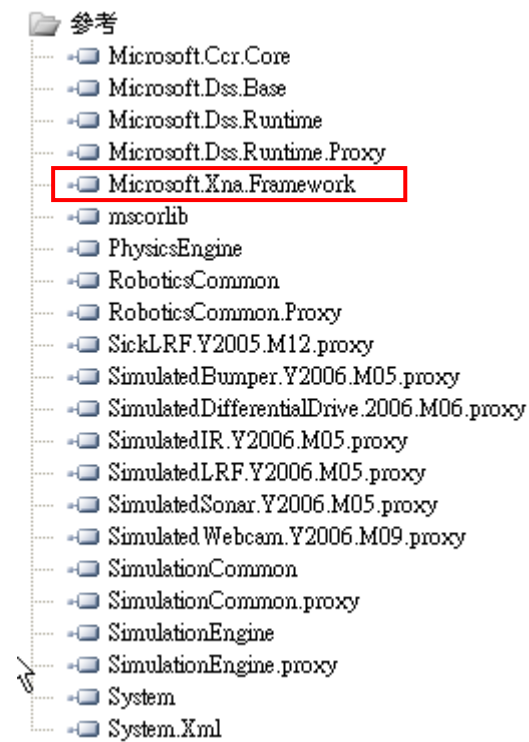 參考
Microsoft.Ccr.Core
Microsoft.Dss.Base
Microsoft.Dss.Runtime
Microsoft.Dss.Runtime.Proxy
Microsoft.Xna.Framework
mscorlib
PhysicsEngine
RoboticsCommon
RoboticsCommon.Proxy
SickLRF.Y2005.M12.proxy
SimulatedBumper.Y2006.M05.proxy
SimulatedDifferentialDrive.2006.M06.proxy
SimulatedIR.Y2006.M05.proxy
SimulatedLRF.Y2006.M05.proxy
SimulatedSonar.Y2006.M05.proxy
SimulatedWebcam.Y2006.M09.proxy
SimulationCommon
SimulationCommon.proxy
SimulationEngine
SimulationEngine.proxy
System
System.Xml